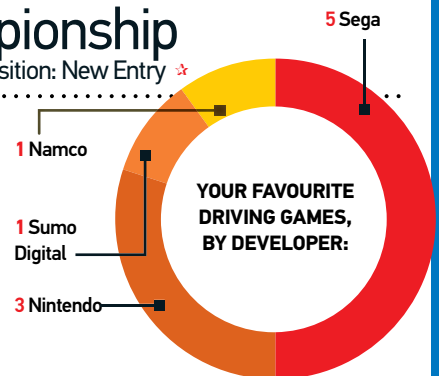 pionship
sition: New Entry
5 Sega
1 Namco
YOUR FAVOURITE
DRIVING GAMES,
BY DEVELOPER:
1 Sumo
Digital
3 Nintendo